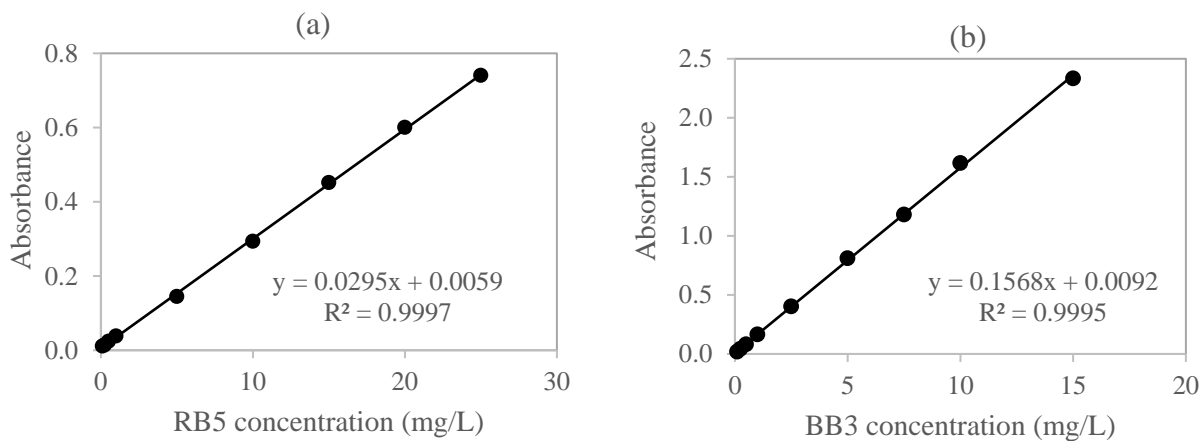 (a)
0.8
0.6
0.4
0.2
0.0
Absorbance
y = 0.0295x + 0.0059
R² = 0.9997
0
10
20
30
RB5 concentration (mg/L)
(b)
2.5
2.0
1.5
1.0
0.5
0.0
Absorbance
y = 0.1568x + 0.0092
R² = 0.9995
0
5
10
15
20
BB3 concentration (mg/L)